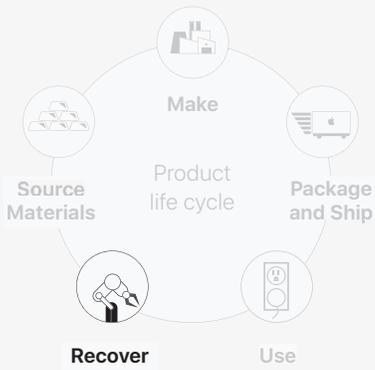 Make
Product
life cycle
Source
Materials
Package
and Ship
Recover
Use